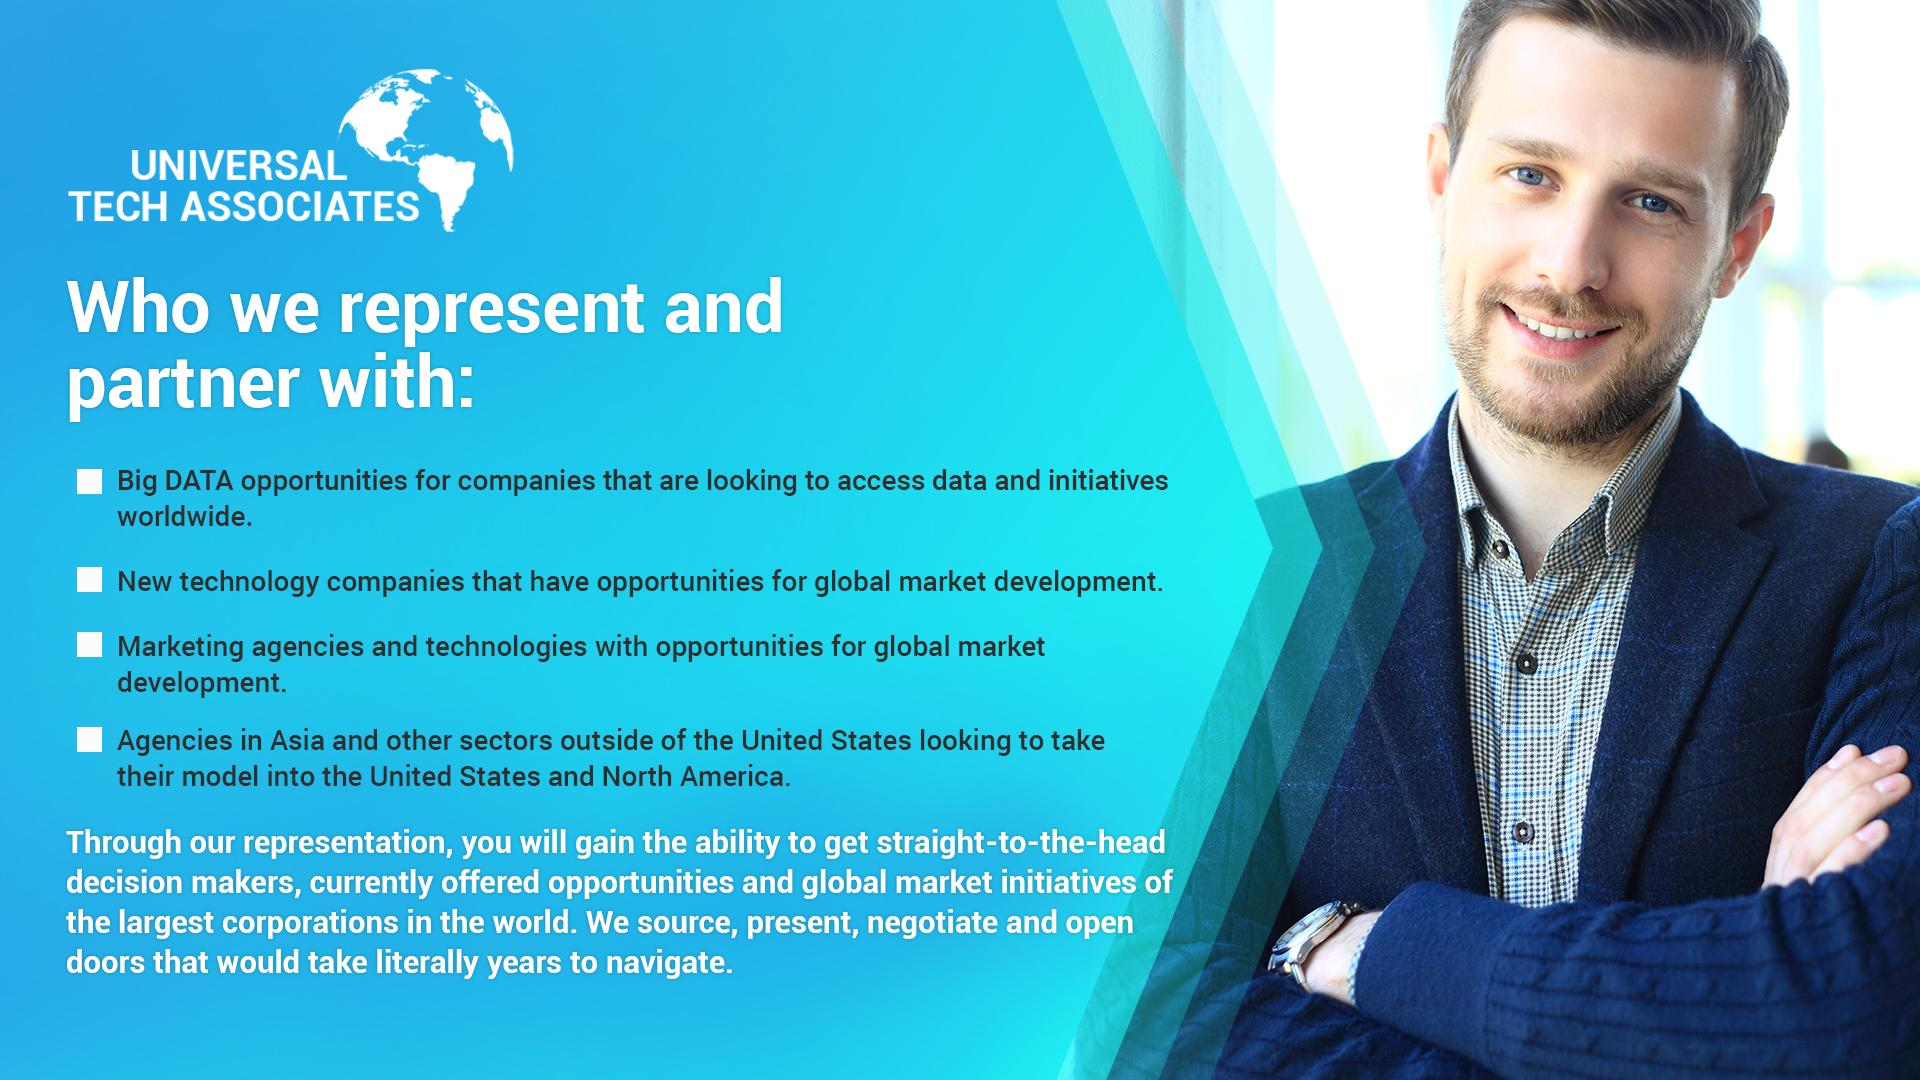 UNIVERSAL
TECH ASSOCIATES
Who we represent and
partner with:
Big DATA opportunities for companies that are looking to access data and initiatives
worldwide.
New technology companies that have opportunities for global market development.
Marketing agencies and technologies with opportunities for global market
development.
Agencies in Asia and other sectors outside of the United States looking to take
their model into the United States and North America.
Through our representation, you will gain the ability to get straight-to-the-head
decision makers, currently offered opportunities and global market initiatives of
the largest corporations in the world. We source, present, negotiate and open
doors that would take literally years to navigate.